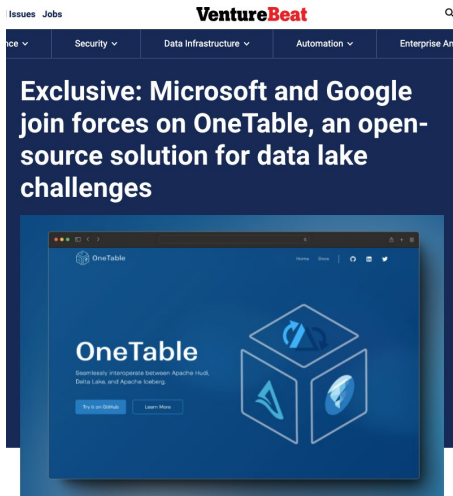 Issues Jobs
VentureBeat
nce
Security
Data Infrastructure
Automation
Enterprise An
Exclusive: Microsoft and Google
join forces on OneTable, an open-
source solution for data lake
challenges
OneTable
Home Docs
OneTable
Seamlessly interoperate between Apache Hudi,
Delta Lake, and Apache Iceberg.
Try it on GitHub
Learn More